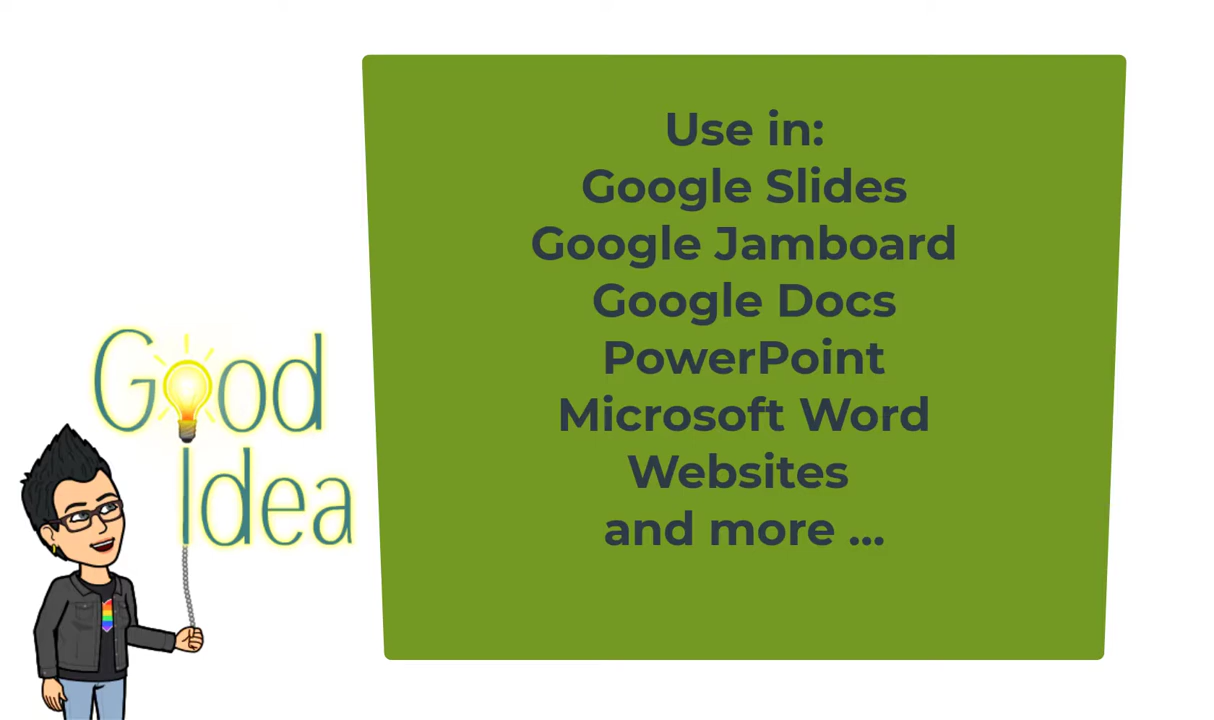 Use in:
Google Slides
Google Jamboard
Google Docs
PowerPoint
Microsoft Word
Websites
and more ...
Good
Idea